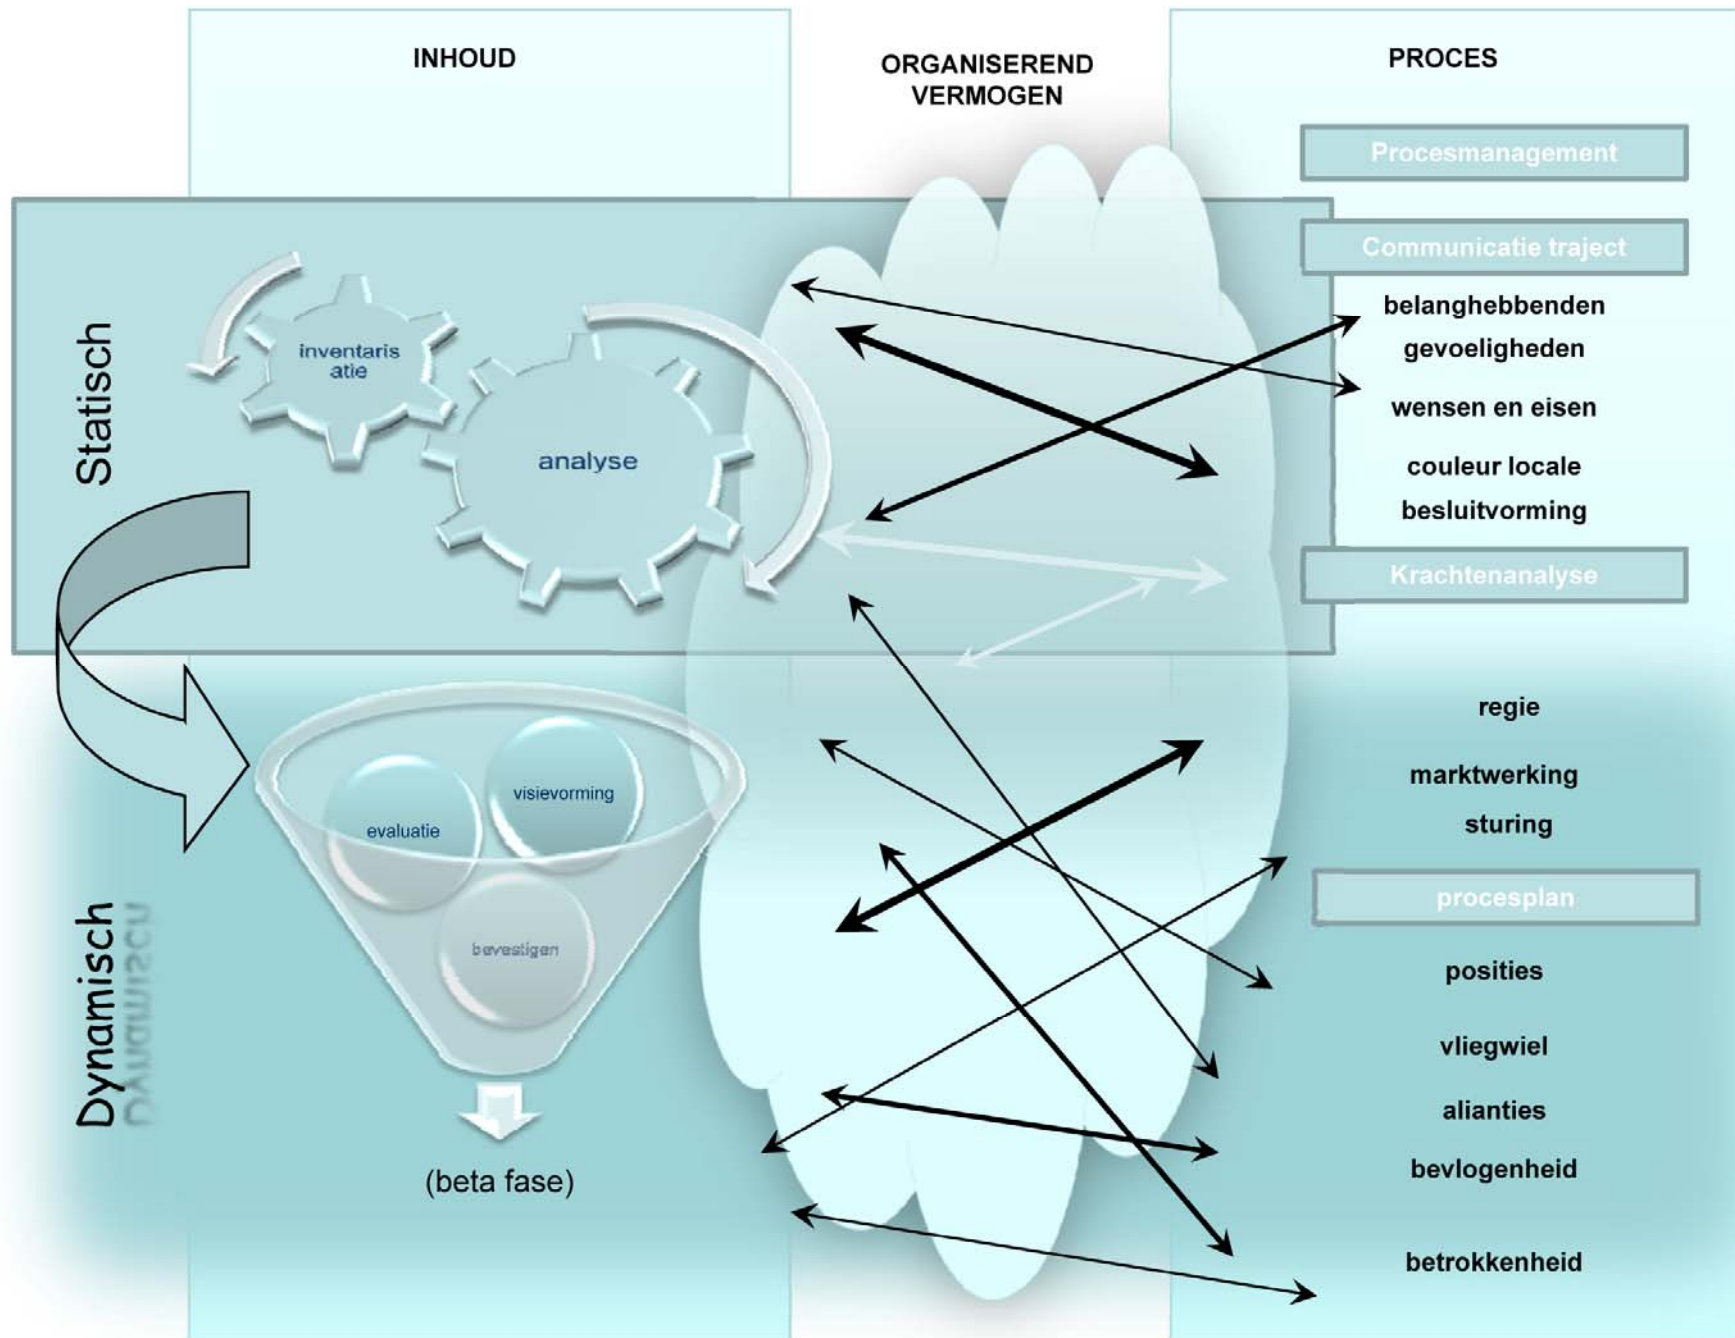 INHOUD
ORGANISEREND
VERMOGEN
PROCES
Procesmanagement
Communicatie traject
belanghebbenden
gevoeligheden
wensen en eisen
couleur locale
besluitvorming
Krachtenanalyse
Statisch
inventaris
atie
analyse
regie
marktwerking
sturing
procesplan
posities
vliegwiel
alianties
bevlogenheid
betrokkenheid
Dynamisch
visievorming
evaluatie
bevestigen
(beta fase)